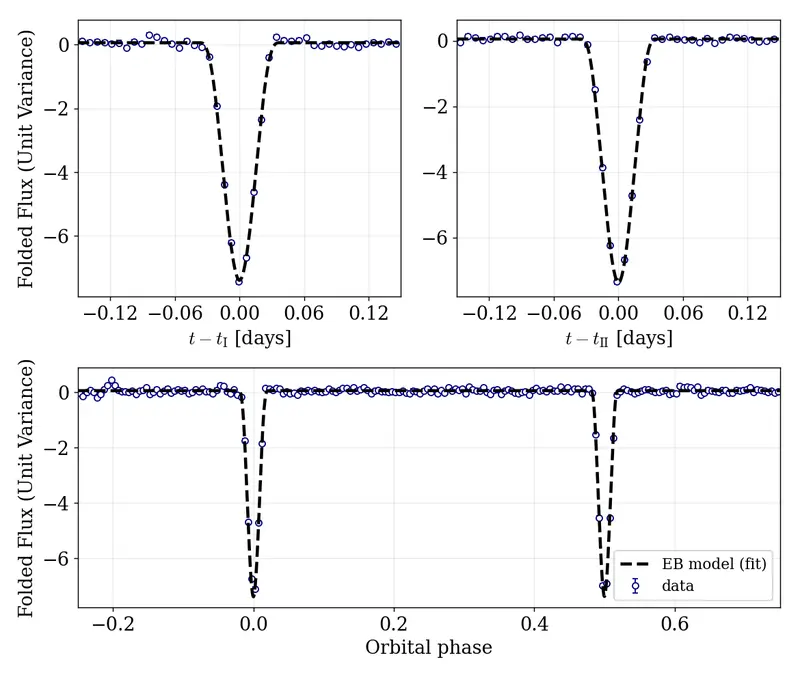 Folded Flux (Unit Variance)
0
−2
−4
−6
−0.12 −0.06 0.00 0.06 0.12
t − tI [days]
0
−2
−4
−6
−0.12 −0.06 0.00 0.06 0.12
t − tII [days]
Folded Flux (Unit Variance)
0
−2
−4
−6
EB model (fit)
data
−0.2 0.0 0.2 0.4 0.6
Orbital phase